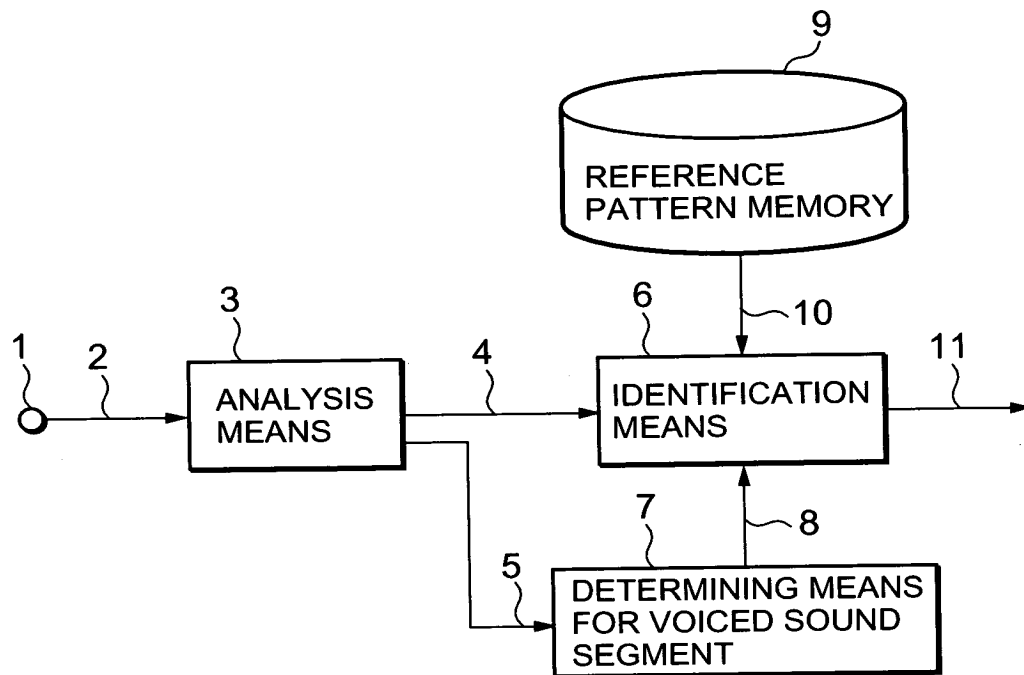 9
REFERENCE
PATTERN MEMORY
10
6
3
1
2
4
11
ANALYSIS
MEANS
IDENTIFICATION
MEANS
7
8
5
DETERMINING MEANS
FOR VOICED SOUND
SEGMENT